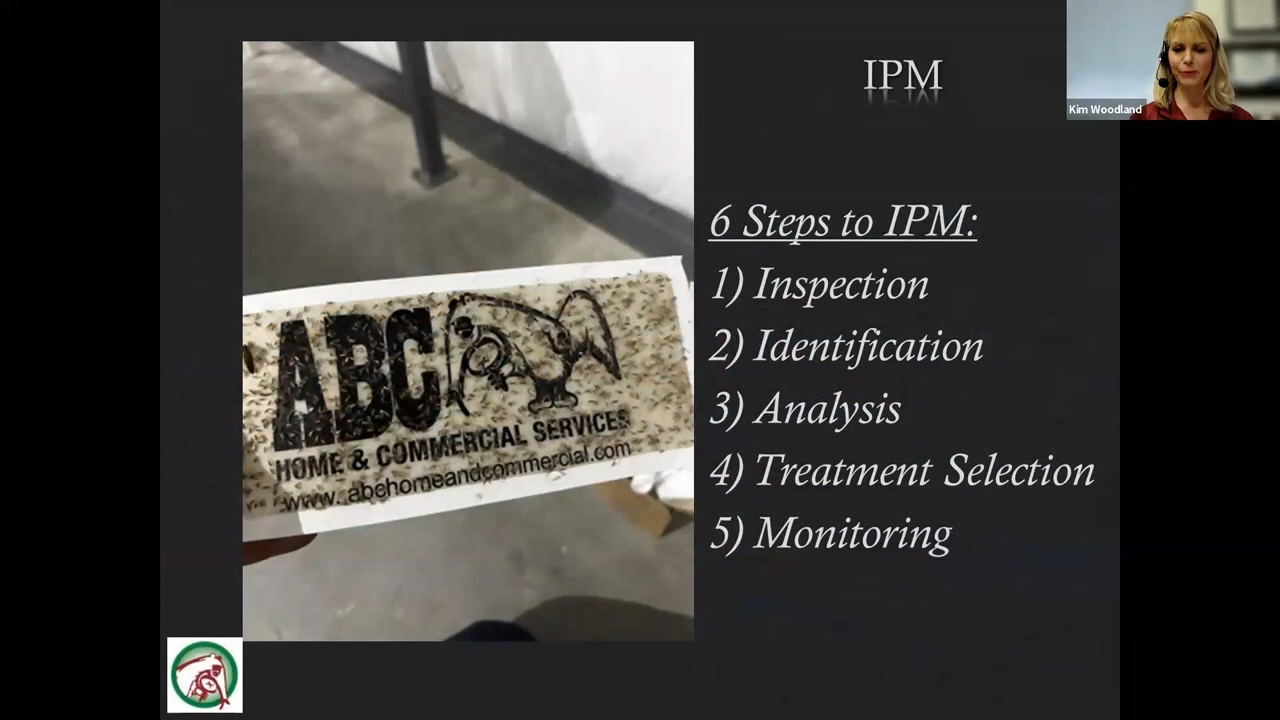 IPM
Kim Woodland
6 Steps to IPM:
1) Inspection
2) Identification
3) Analysis
4) Treatment Selection
5) Monitoring
ABC
HOME & COMMERCIAL SERVICES
www.abchomeandcommercial.com